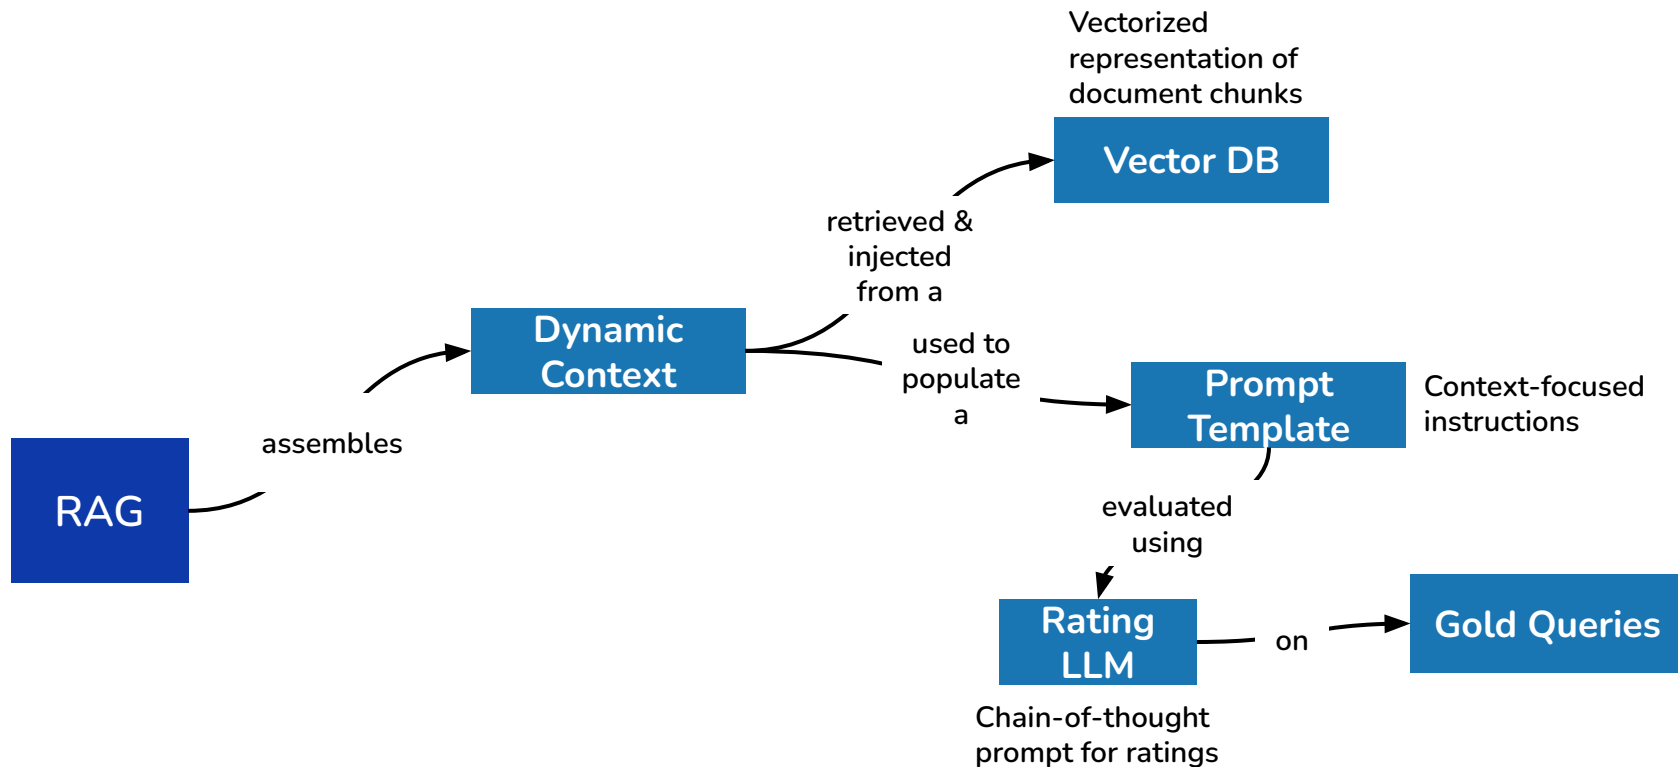 Vectorized
representation of
document chunks
Vector DB
retrieved &
injected
from a
Dynamic
Context
used to
populate
a
Prompt
Template
Context-focused
instructions
assembles
RAG
evaluated
using
Rating
LLM
on
Gold Queries
Chain-of-thought
prompt for ratings